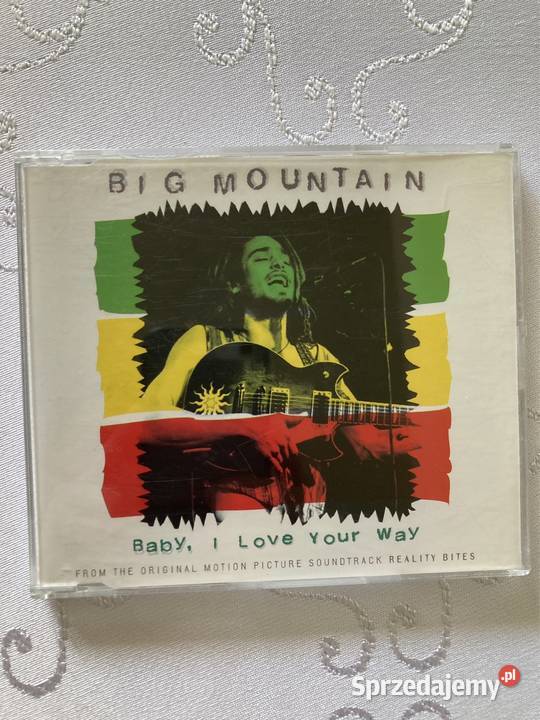 BIG MOUNTAIN
Baby, I Love Your Way
FROM THE ORIGINAL MOTION PICTURE SOUNDTRACK REALITY BITES
Sprzedajemy.pl